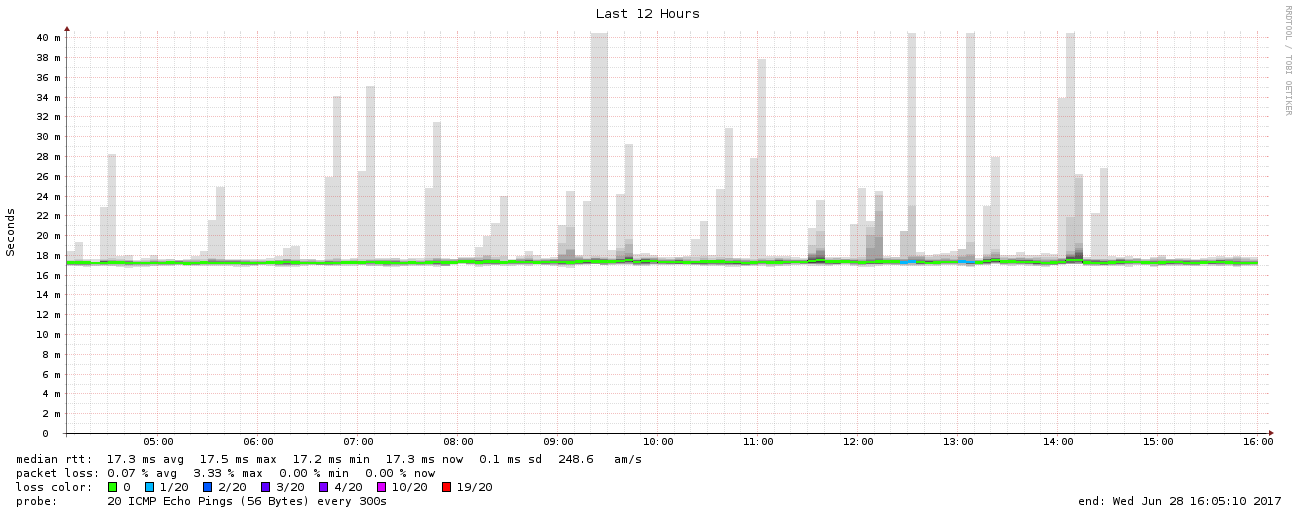 Last 12 Hours
RRDTOOL / TOBI OETIKER
Seconds
40 m
38 m
36 m
34 m
32 m
30 m
28 m
26 m
24 m
22 m
20 m
18 m
16 m
14 m
12 m
10 m
8 m
6 m
4 m
2 m
0
05:00 06:00 07:00 08:00 09:00 10:00 11:00 12:00 13:00 14:00 15:00 16:00
median rtt: 17.3 ms avg 17.5 ms max 17.2 ms min 17.3 ms now 0.1 ms sd 248.6 am/s
packet loss: 0.07 % avg 3.33 % max 0.00 % min 0.00 % now
loss color: 0 1/20 2/20 3/20 4/20 10/20 19/20
probe: 20 ICMP Echo Pings (56 Bytes) every 300s end: Wed Jun 28 16:05:10 2017